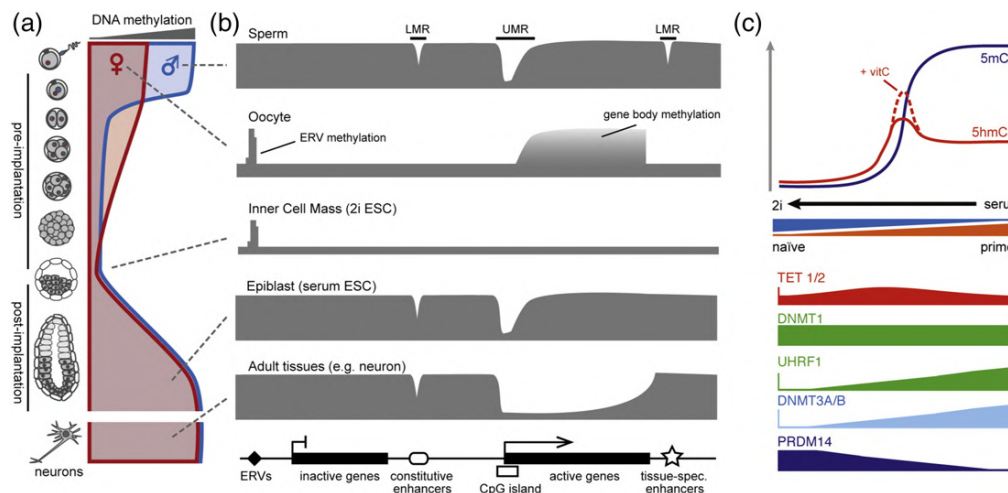 (a)
DNA methylation
♀
♂
pre-implantation
post-implantation
neurons
(b)
Sperm
LMR
UMR
LMR
Oocyte
ERV methylation
gene body methylation
Inner Cell Mass (2i ESC)
Epiblast (serum ESC)
Adult tissues (e.g. neuron)
ERVs
inactive genes
constitutive
enhancers
CpG island
active genes
tissue-spec.
enhancers
(c)
+ vitC
5mC
5hmC
2i
seru
naïve
prime
TET 1/2
DNMT1
UHRF1
DNMT3A/B
PRDM14